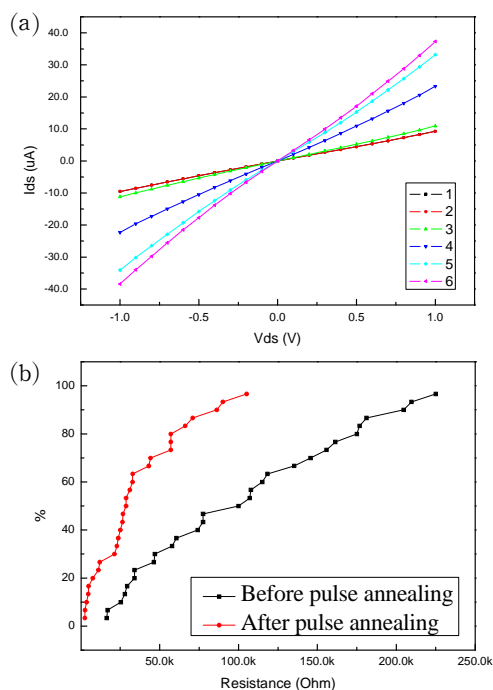 (a)
40.0
30.0
20.0
10.0
0.0
-10.0
-20.0
-30.0
-40.0
Ids (uA)
1
2
3
4
5
6
-1.0 -0.5 0.0 0.5 1.0
Vds (V)
(b)
100
80
60
40
20
0
%
Before pulse annealing
After pulse annealing
50.0k 100.0k 150.0k 200.0k 250.0k
Resistance (Ohm)